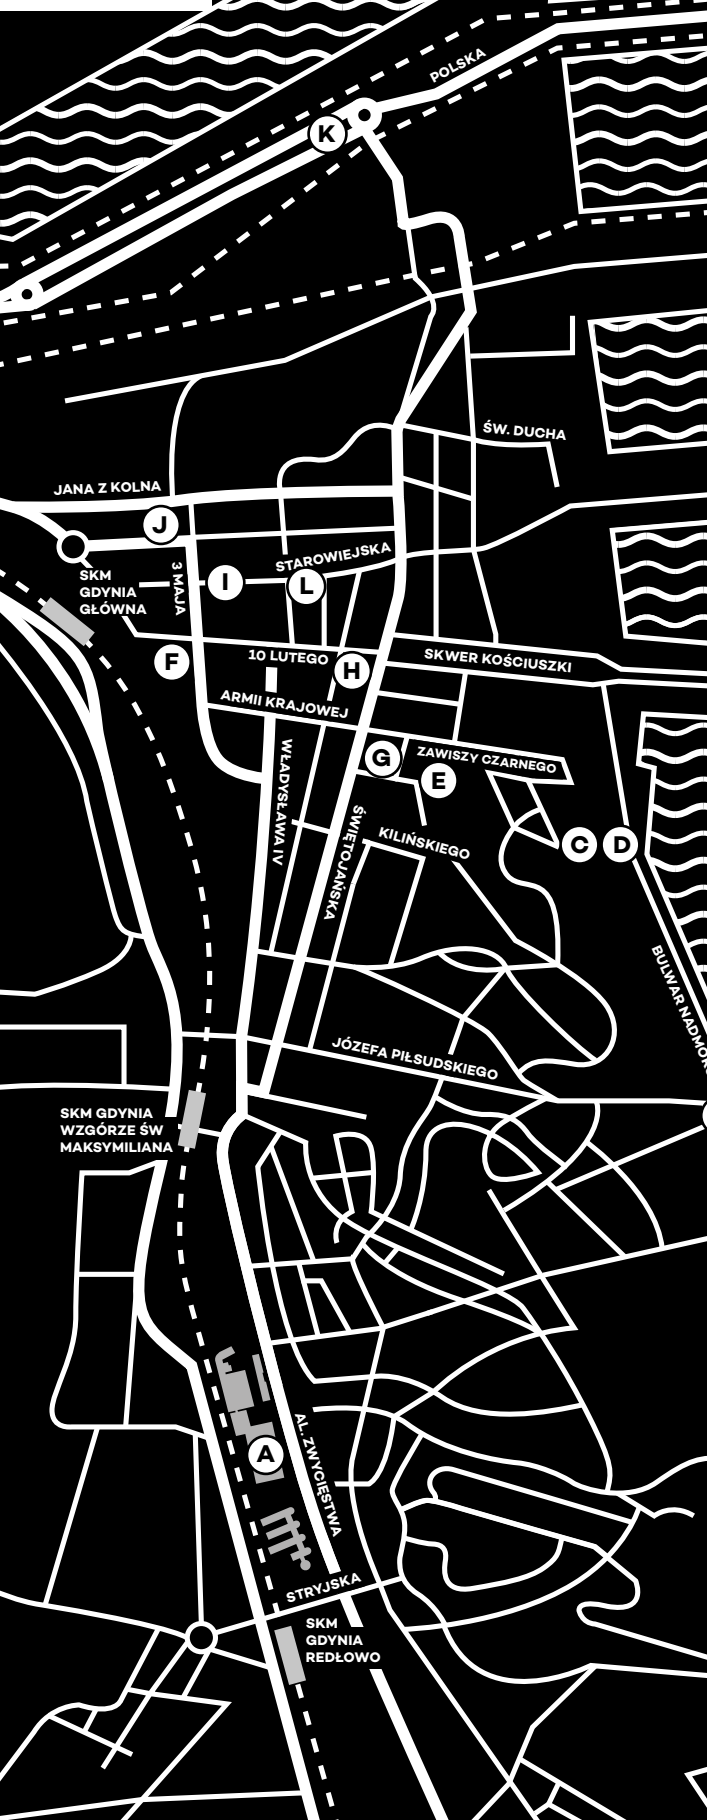 POLSKA
K
ŚW. DUCHA
JANA Z KOLNA
J
STAROWIEJSKA
3 MAJA
I
L
SKM
GDYNIA
GŁÓWNA
F
10 LUTEGO
H
SKWER KOŚCIUSZKI
ARMII KRAJOWEJ
WŁADYSŁAWA IV
G
E
ZAWISZY CZARNEGO
ŚWIĘTOJAŃSKA
KILIŃSKIEGO
C
D
BULWAR NADMOR
JÓZEFA PIŁSUDSKIEGO
SKM GDYNIA
WZGÓRZE ŚW
MAKSYMILIANA
AL. ZWYCIĘSTWA
A
STRYJSKA
SKM
GDYNIA
REDŁOWO